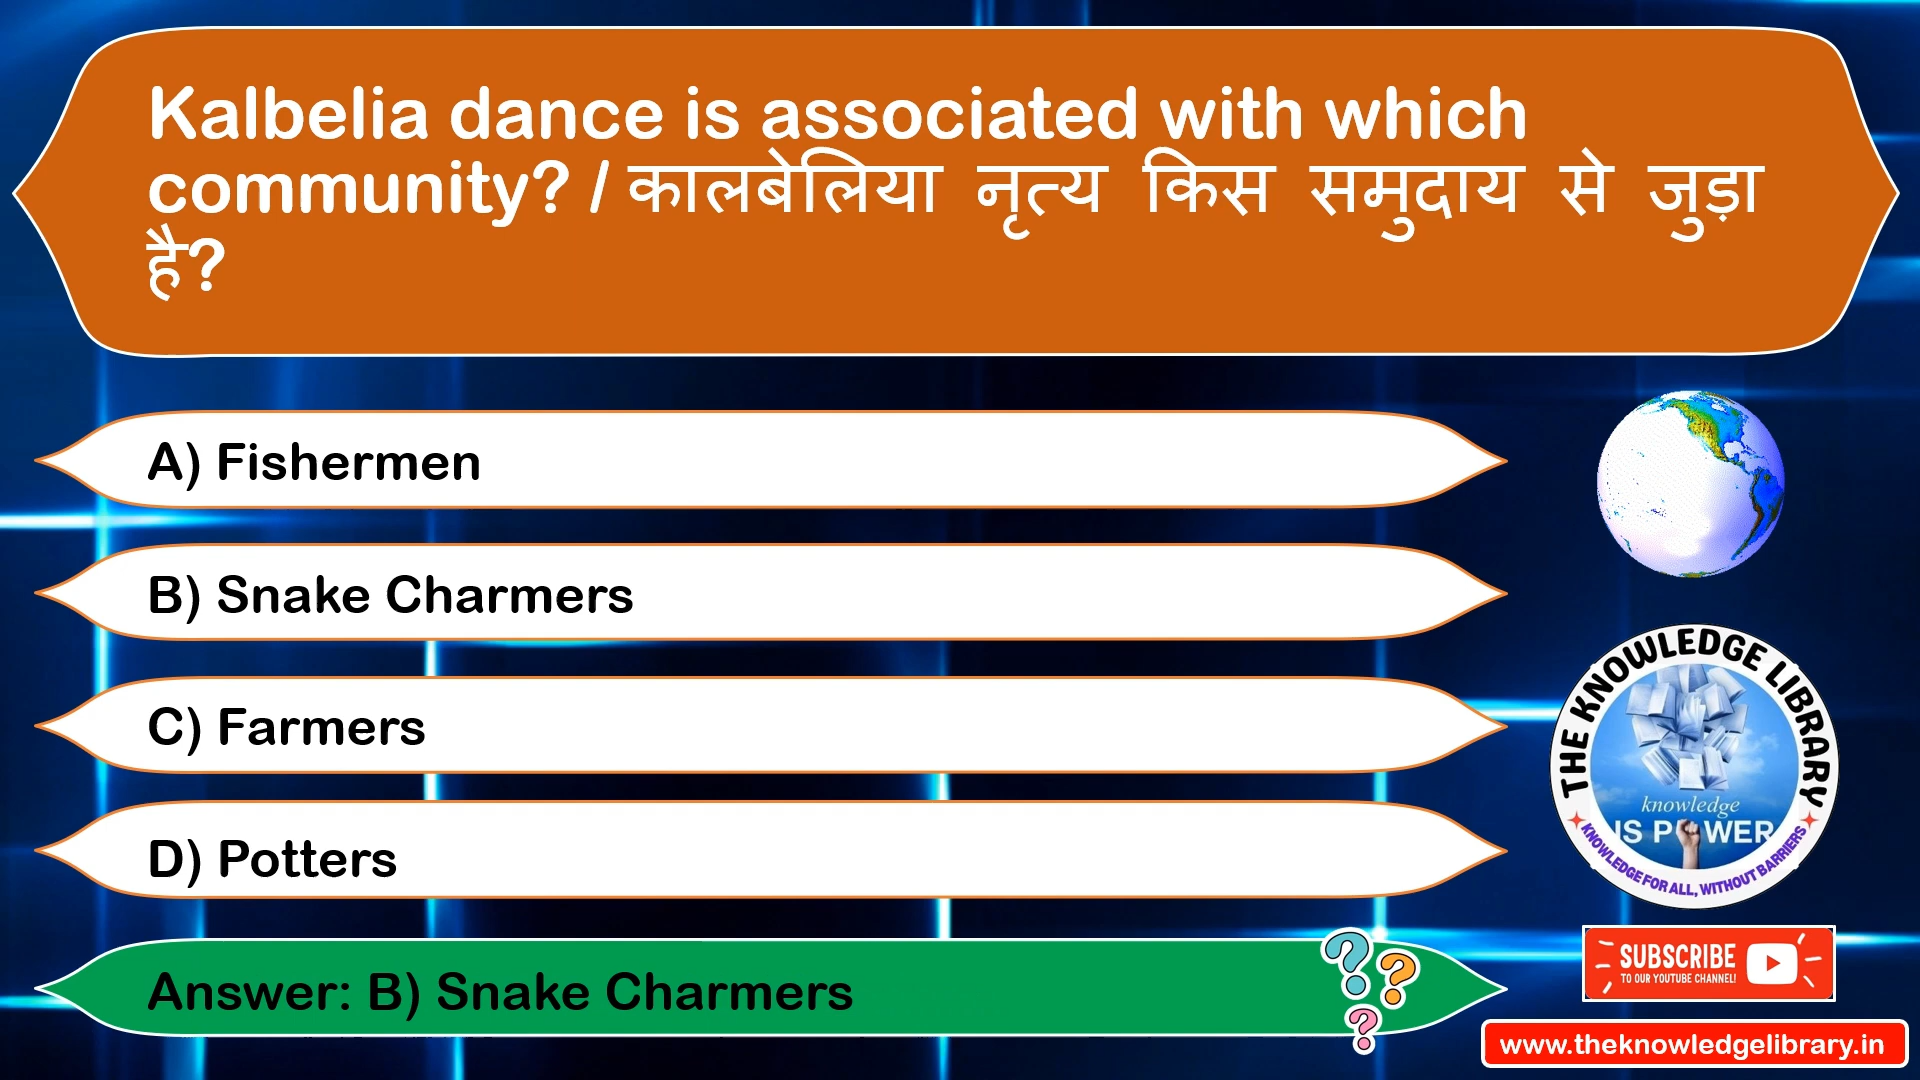 Kalbelia dance is associated with which
community? / कालबेलिया नृत्य किस समुदाय से जुड़ा
है?
A) Fishermen
B) Snake Charmers
C) Farmers
D) Potters
Answer: B) Snake Charmers
THE KNOWLEDGE LIBRARY
knowledge
IS POWER
KNOWLEDGE FOR ALL, WITHOUT BARRIERS
SUBSCRIBE
TO OUR YOUTUBE CHANNEL!
www.theknowledgelibrary.in